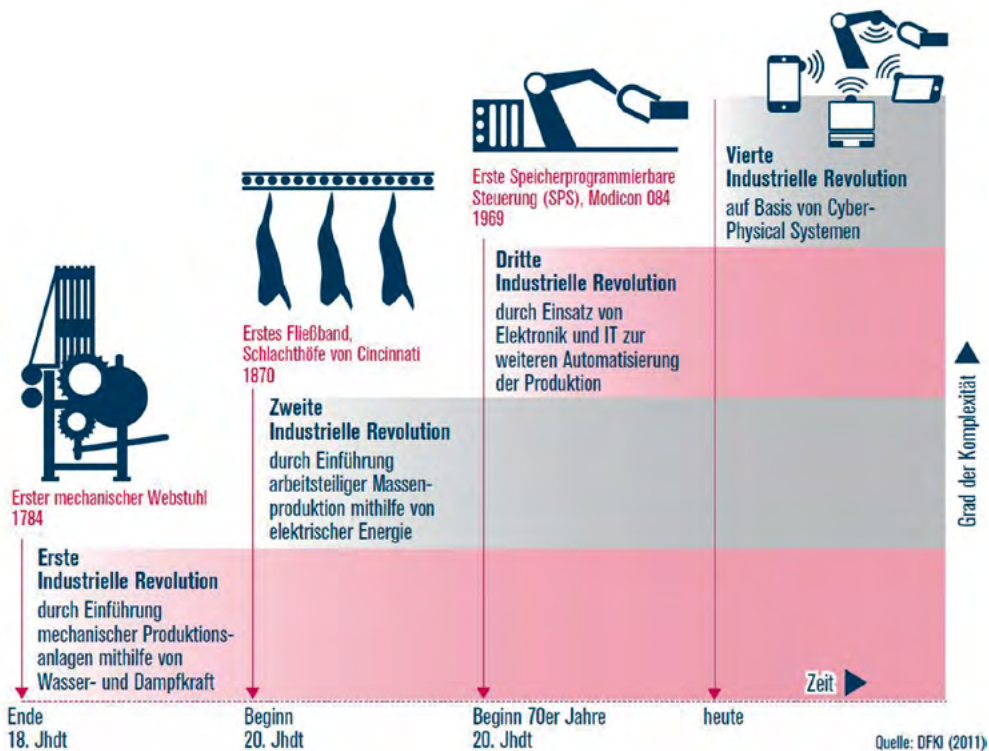 Erster mechanischer Webstuhl
1784
Erste
Industrielle Revolution
durch Einführung
mechanischer Produktions-
anlagen mithilfe von
Wasser- und Dampfkraft
Ende
18. Jhdt
Erstes Fließband,
Schlachthöfe von Cincinnati
1870
Zweite
Industrielle Revolution
durch Einführung
arbeitsteiliger Massen-
produktion mithilfe von
elektrischer Energie
Beginn
20. Jhdt
Erste Speicherprogrammierbare
Steuerung (SPS), Modicon 084
1969
Dritte
Industrielle Revolution
durch Einsatz von
Elektronik und IT zur
weiteren Automatisierung
der Produktion
Beginn 70er Jahre
20. Jhdt
Vierte
Industrielle Revolution
auf Basis von Cyber-
Physical Systemen
heute
Zeit
Grad der Komplexität
Quelle: DFKI (2011)